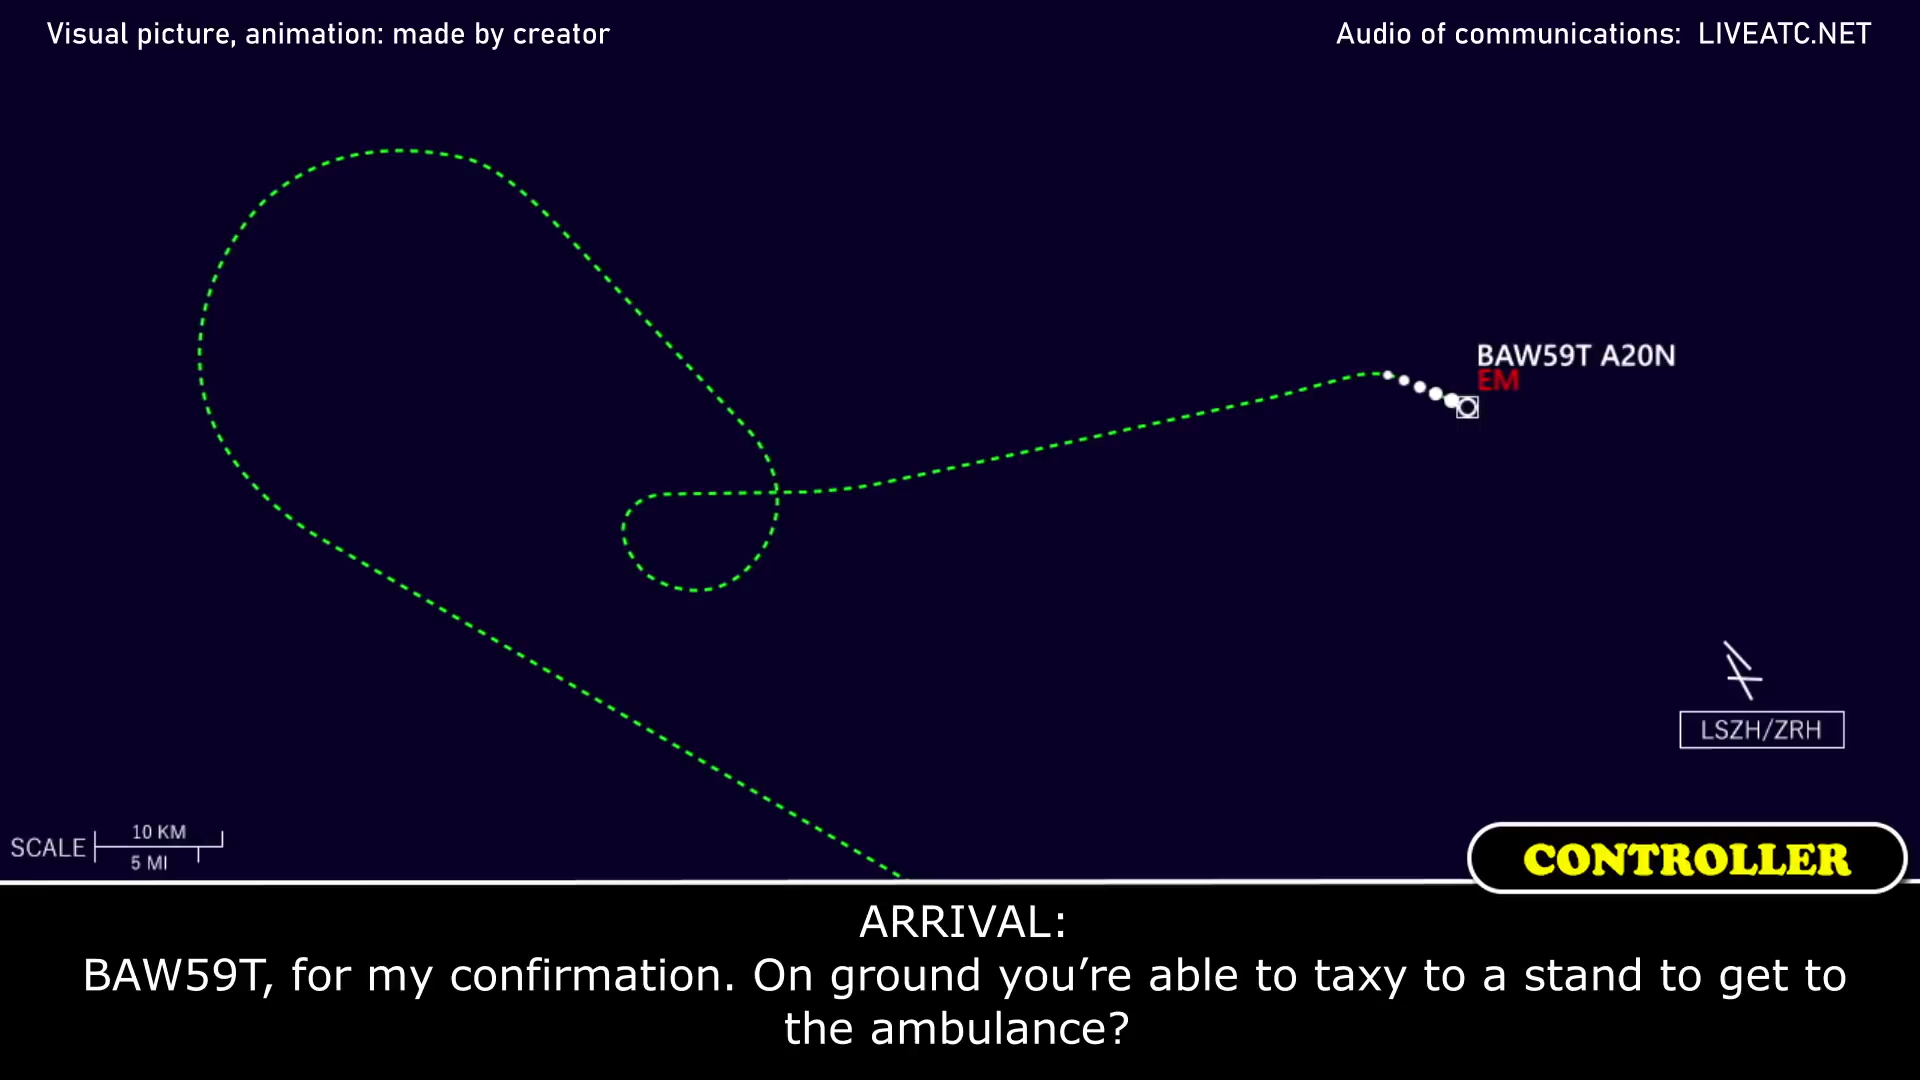 Visual picture, animation: made by creator
Audio of communications: LIVEATC.NET
BAW59T A20N
EM
LSZH/ZRH
SCALE
10 KM
5 MI
CONTROLLER
ARRIVAL:
BAW59T, for my confirmation. On ground you’re able to taxy to a stand to get to
the ambulance?